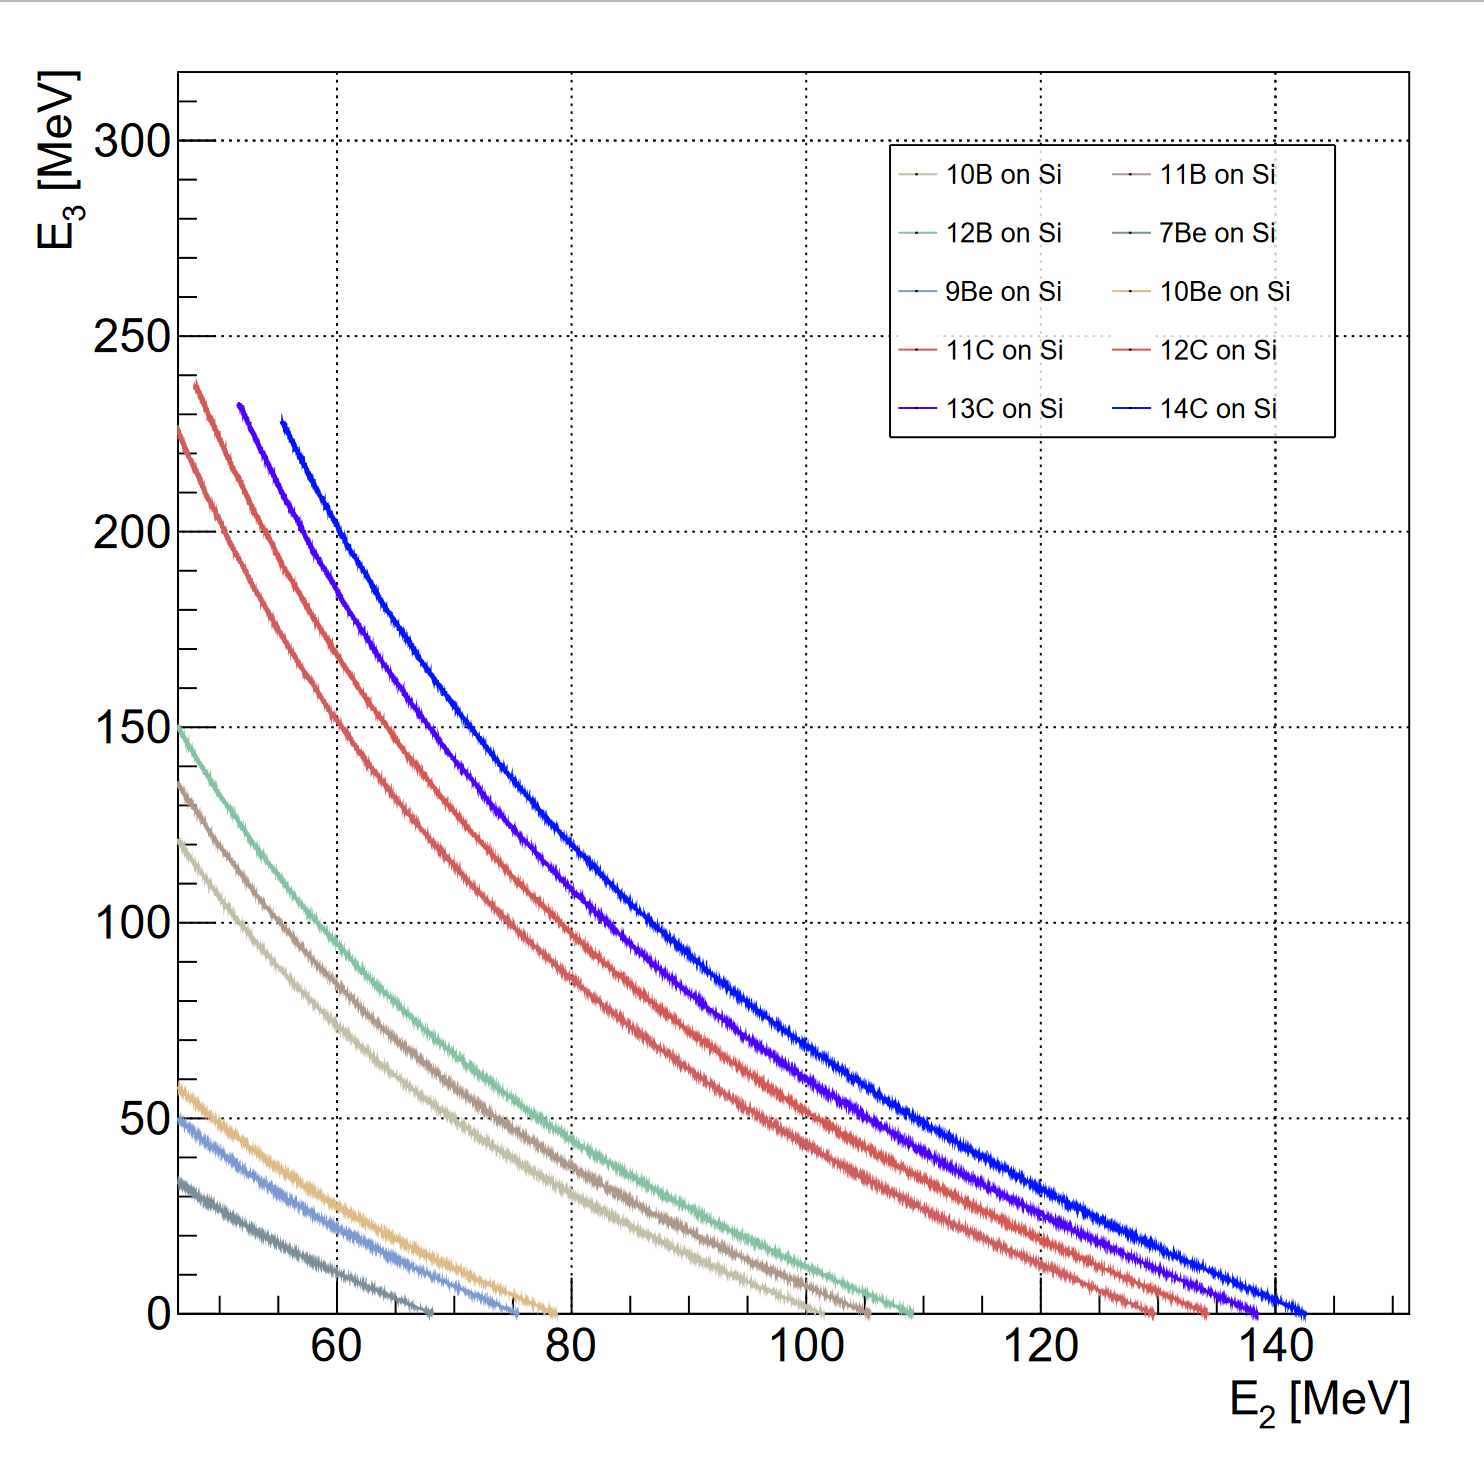 E3 [MeV]
300
250
200
150
100
50
0
10B on Si 11B on Si
12B on Si 7Be on Si
9Be on Si 10Be on Si
11C on Si 12C on Si
13C on Si 14C on Si
60 80 100 120 140
E2 [MeV]